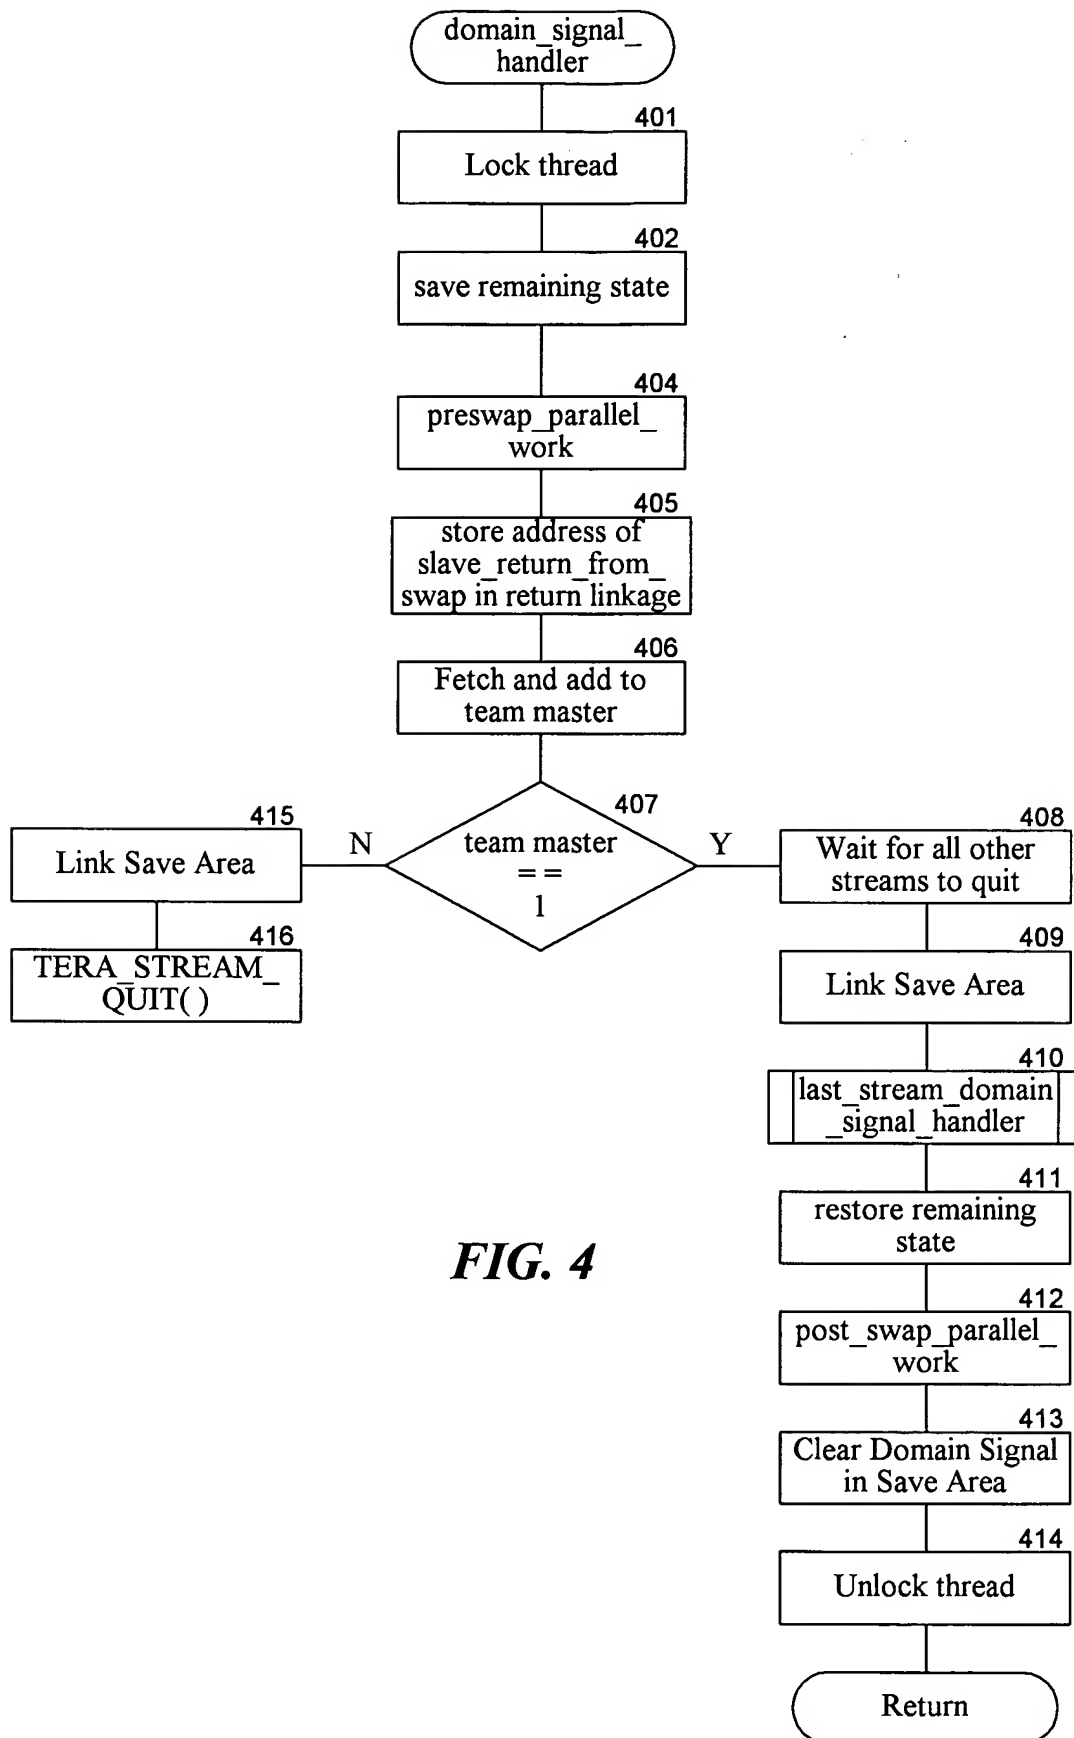 domain_signal_
handler
401
Lock thread
402
save remaining state
404
preswap_parallel_
work
405
store address of
slave_return_from_
swap in return linkage
406
Fetch and add to
team master
407
team master
= =
1
N
Y
415
Link Save Area
416
TERA_STREAM_
QUIT( )
408
Wait for all other
streams to quit
409
Link Save Area
410
last_stream_domain
_signal_handler
411
restore remaining
state
412
post_swap_parallel_
work
413
Clear Domain Signal
in Save Area
414
Unlock thread
Return
FIG. 4